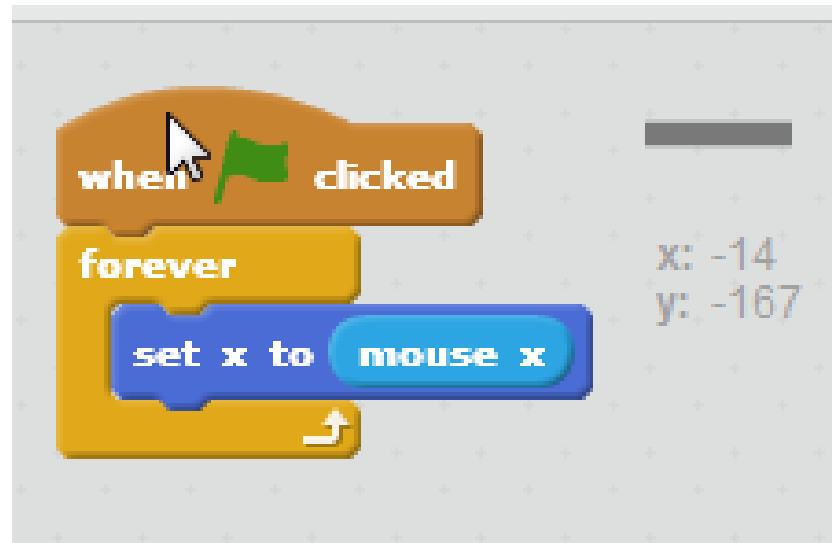 when clicked
forever
set x to mouse x
x: -14
y: -167